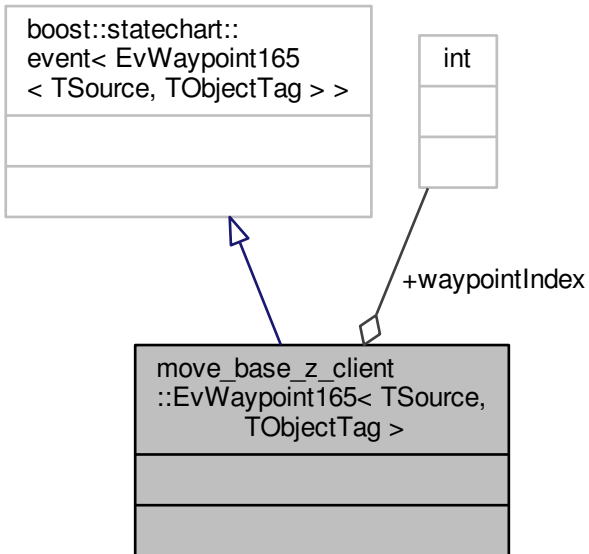 boost::statechart::
event< EvWaypoint165
< TSource, TObjectTag > >
int
+waypointIndex
move_base_z_client
::EvWaypoint165< TSource,
TObjectTag >